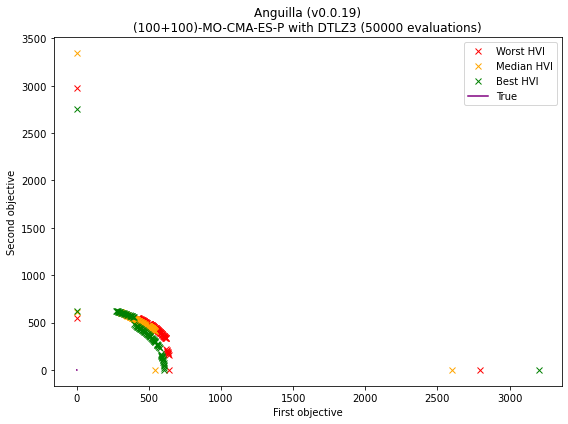 Anguilla (v0.0.19)
(100+100)-MO-CMA-ES-P with DTLZ3 (50000 evaluations)
Worst HVI
Median HVI
Best HVI
True
3500
3000
2500
2000
1500
1000
500
0
Second objective
0
500
1000
1500
2000
2500
3000
First objective